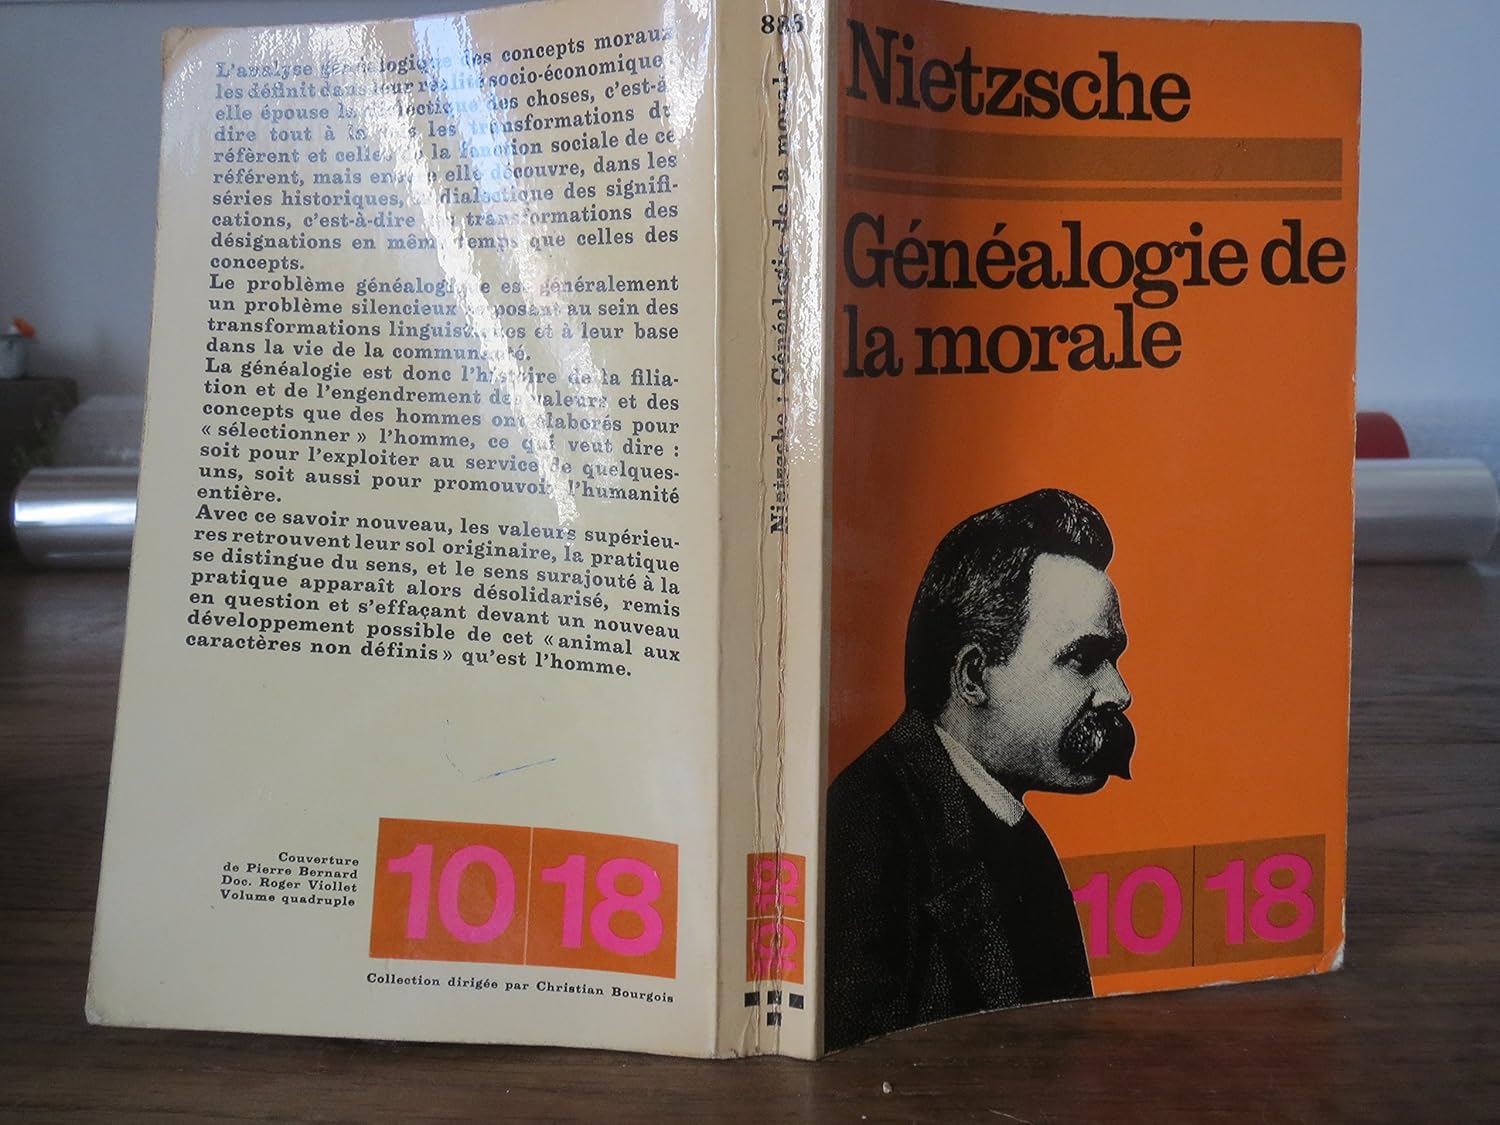 L'analyse généalogique des concepts moraux
les définit dans leur réalité socio-économique,
elle épouse la dialectique des choses, c'est-à-
dire tout à la fois les transformations du
référent et celles de la fonction sociale de ce
référent, mais encore elle découvre, dans les
séries historiques, la dialectique des signifi-
cations, c'est-à-dire les transformations des
désignations en même temps que celles des
concepts.
Le problème généalogique est généralement
un problème silencieux se posant au sein des
transformations linguistiques et à leur base
dans la vie de la communauté.
La généalogie est donc l'histoire de la filia-
tion et de l'engendrement des valeurs et des
concepts que des hommes ont élaborés pour
« sélectionner » l'homme, ce qui veut dire :
soit pour l'exploiter au service de quelques-
uns, soit aussi pour promouvoir l'humanité
entière.
Avec ce savoir nouveau, les valeurs supérieu-
res retrouvent leur sol originaire, la pratique
se distingue du sens, et le sens surajouté à la
pratique apparaît alors désolidarisé, remis
en question et s'effaçant devant un nouveau
développement possible de cet « animal aux
caractères non définis » qu'est l'homme.
Couverture
de Pierre Bernard
Doc. Roger Viollet
Volume quadruple
10 18
Collection dirigée par Christian Bourgois
886
Nietzsche : Généalogie de la morale
10 18
Nietzsche
Généalogie de
la morale
10 18